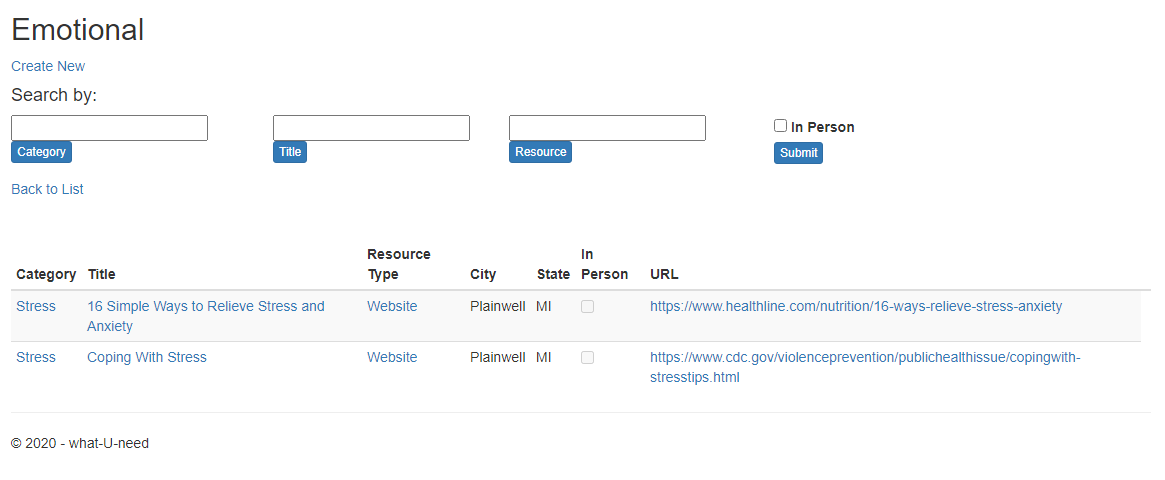 Emotional
Create New
Search by:
In Person
Category Title Resource Submit
Back to List
Category Title Resource Type City State In Person URL
Stress 16 Simple Ways to Relieve Stress and Anxiety Website Plainwell MI https://www.healthline.com/nutrition/16-ways-relieve-stress-anxiety
Stress Coping With Stress Website Plainwell MI https://www.cdc.gov/violenceprevention/publichealthissue/copingwith-stresstips.html
© 2020 - what-U-need